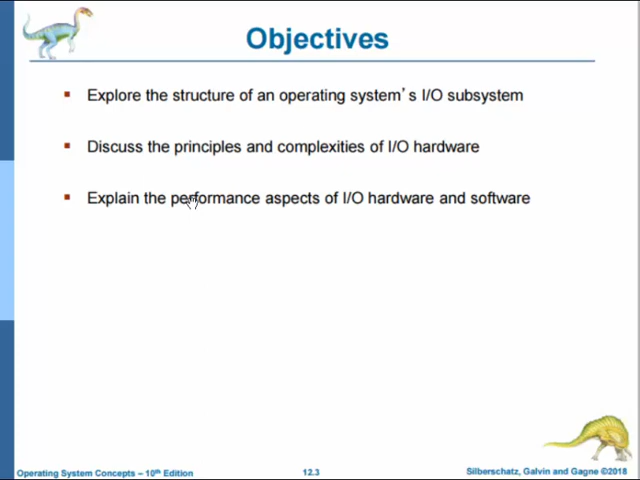 Objectives
▪ Explore the structure of an operating system’s I/O subsystem
▪ Discuss the principles and complexities of I/O hardware
▪ Explain the performance aspects of I/O hardware and software
Operating System Concepts – 10th Edition
12.3
Silberschatz, Galvin and Gagne ©2018